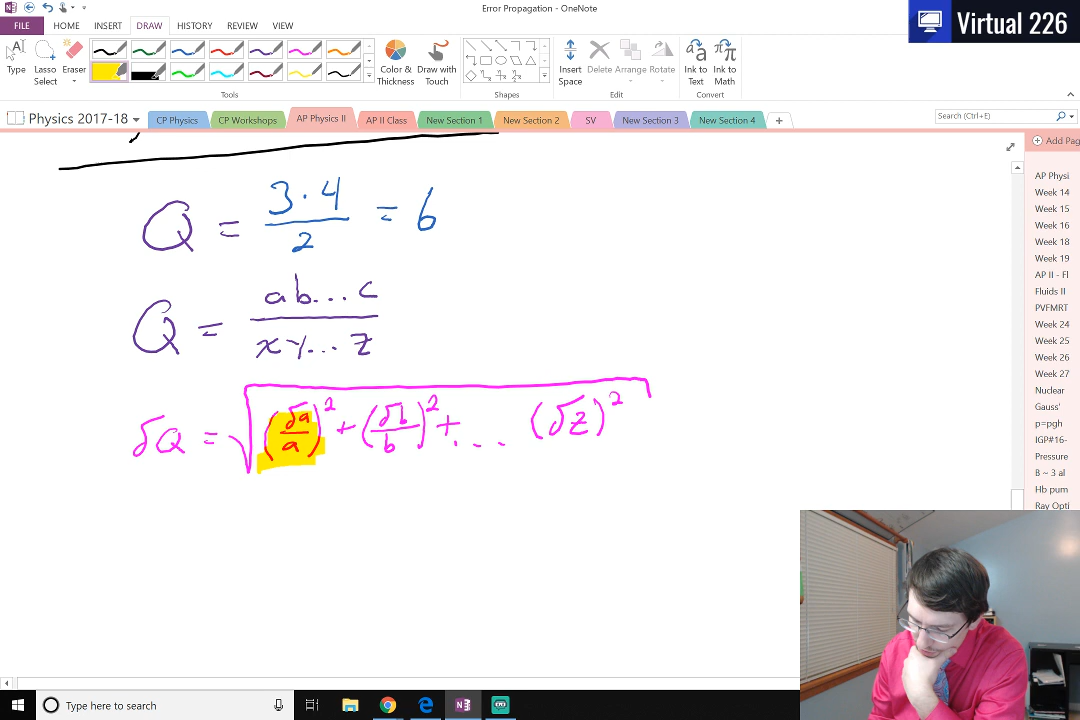 Error Propagation - OneNote
Virtual 226
FILE HOME INSERT DRAW HISTORY REVIEW VIEW
Type Lasso Select Eraser Color & Thickness Draw with Touch Insert Space Delete Arrange Rotate Ink to Text Ink to Math
Tools Shapes Edit Convert
Physics 2017-18 CP Physics CP Workshops AP Physics II AP II Class New Section 1 New Section 2 SV New Section 3 New Section 4 + Search (Ctrl+E)
Add Pag
AP Physi
Week 14
Week 15
Week 16
Week 18
Week 19
AP II - Fl
Fluids II
PVFMRT
Week 24
Week 25
Week 26
Week 27
Nuclear
Gauss'
p=pgh
IGP#16-
Pressure
B ~ 3 al
Hb pum
Ray Opti
Q = 3 · 4 / 2 = 6
Q = ab...c / xy...z
δQ = √((δa/a)² + (δb/b)² + ... (δz)²)
Type here to search